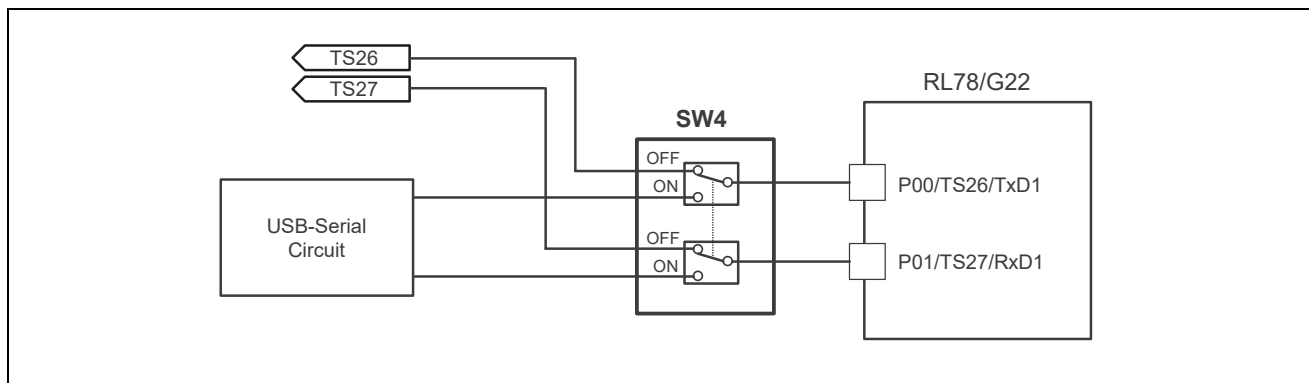 TS26
TS27
RL78/G22
SW4
OFF
ON
P00/TS26/TxD1
USB-Serial
Circuit
OFF
ON
P01/TS27/RxD1